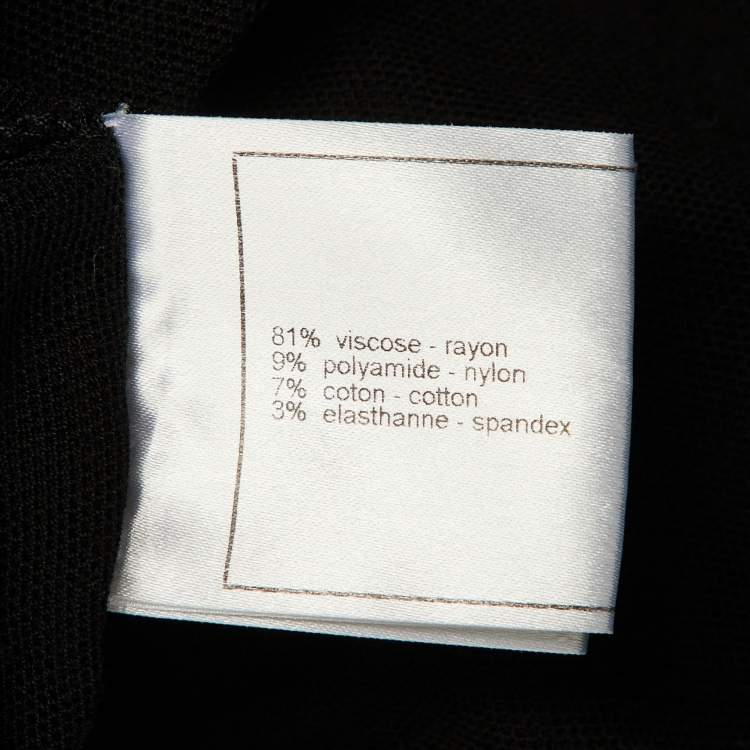 81% viscose - rayon
9% polyamide - nylon
7% coton - cotton
3% elasthanne - spandex